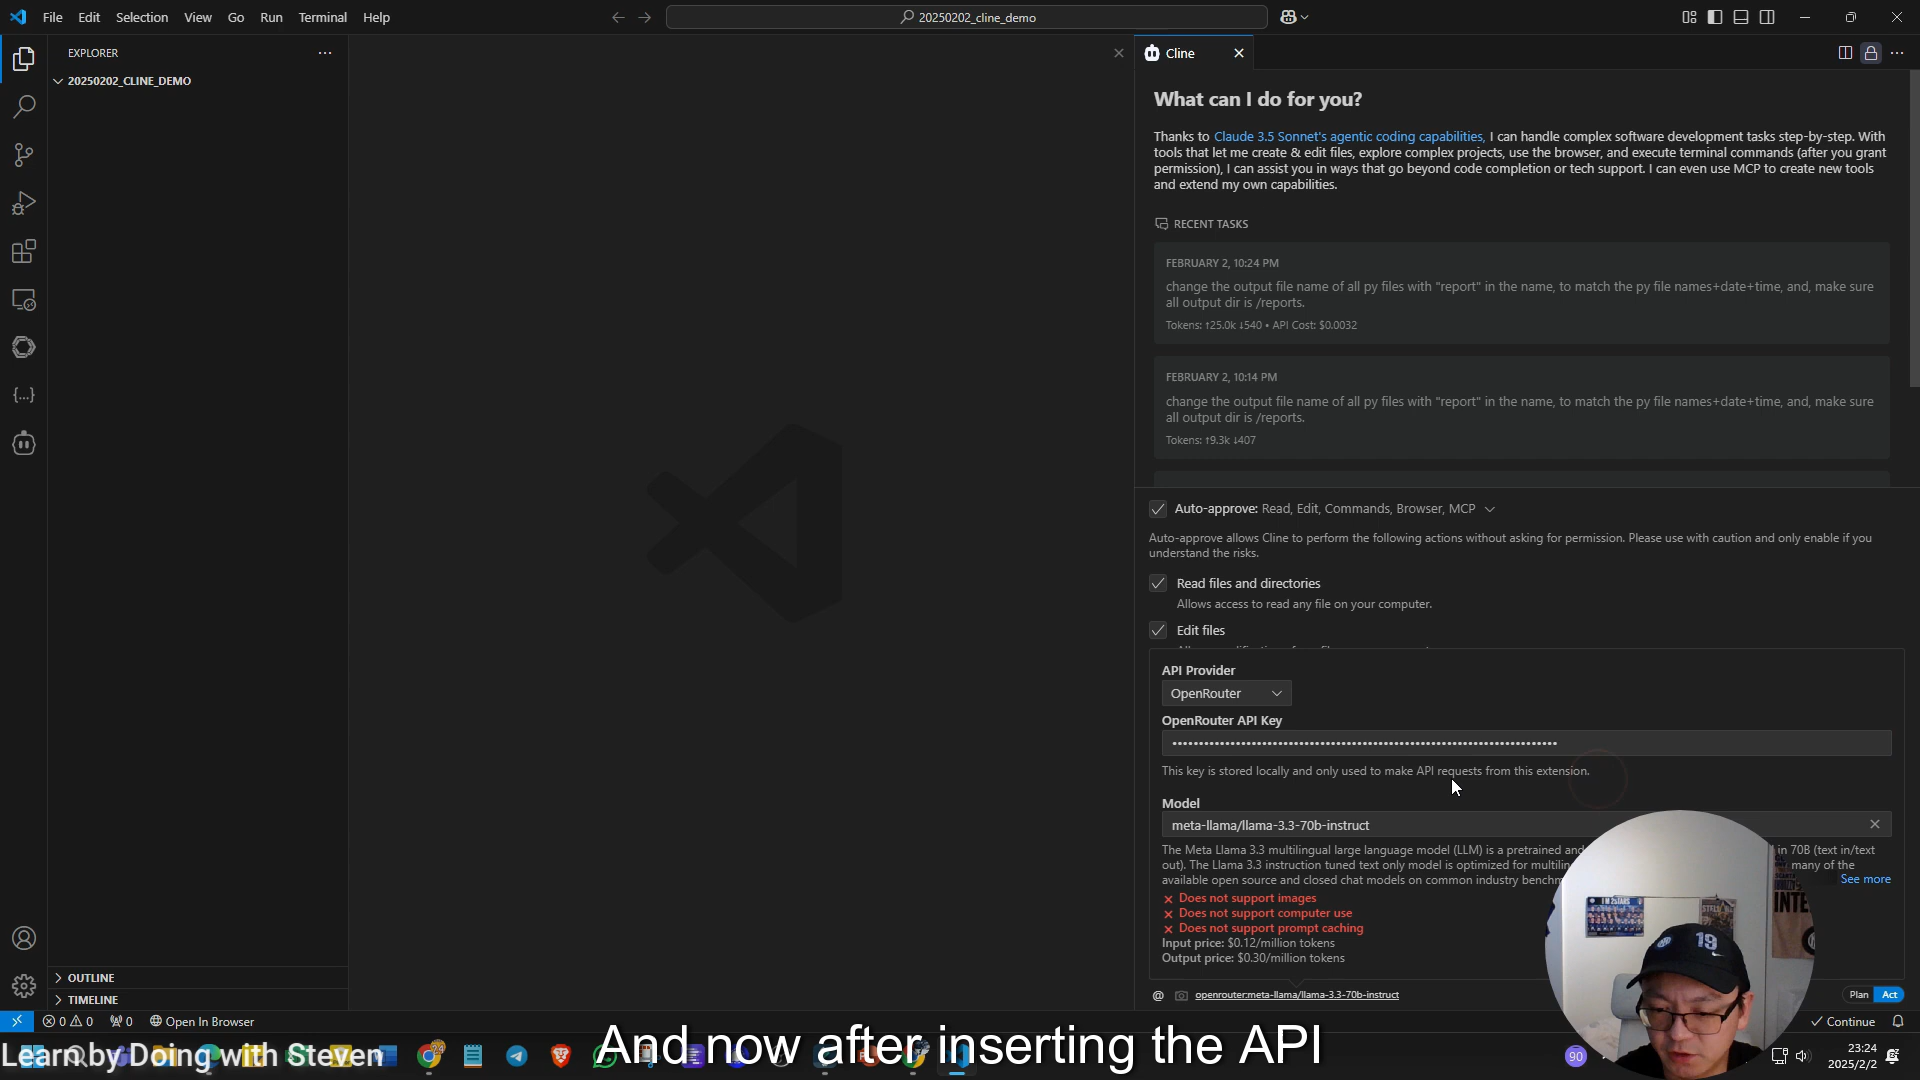 File Edit Selection View Go Run Terminal Help
20250202_cline_demo
EXPLORER
20250202_CLINE_DEMO
OUTLINE
TIMELINE
Cline
What can I do for you?
Thanks to Claude 3.5 Sonnet's agentic coding capabilities, I can handle complex software development tasks step-by-step. With
tools that let me create & edit files, explore complex projects, use the browser, and execute terminal commands (after you grant
permission), I can assist you in ways that go beyond code completion or tech support. I can even use MCP to create new tools
and extend my own capabilities.
RECENT TASKS
FEBRUARY 2, 10:24 PM
change the output file name of all py files with "report" in the name, to match the py file names+date+time, and, make sure
all output dir is /reports.
Tokens: ↑25.0k ↓540 • API Cost: $0.0032
FEBRUARY 2, 10:14 PM
change the output file name of all py files with "report" in the name, to match the py file names+date+time, and, make sure
all output dir is /reports.
Tokens: ↑9.3k ↓407
Auto-approve: Read, Edit, Commands, Browser, MCP
Auto-approve allows Cline to perform the following actions without asking for permission. Please use with caution and only enable if you
understand the risks.
Read files and directories
Allows access to read any file on your computer.
Edit files
API Provider
OpenRouter
OpenRouter API Key
This key is stored locally and only used to make API requests from this extension.
Model
meta-llama/llama-3.3-70b-instruct
The Meta Llama 3.3 multilingual large language model (LLM) is a pretrained and in 70B (text in/text
out). The Llama 3.3 instruction tuned text only model is optimized for many of the
available open source and closed chat models on common industry See more
Does not support images
Does not support computer use
Does not support prompt caching
Input price: $0.12/million tokens
Output price: $0.30/million tokens
@ openrouter:meta-llama/llama-3.3-70b-instruct
Plan Act
19
0 0 0 Open In Browser
Continue
Learn by Doing with Steven
And now after inserting the API
90
23:24
2025/2/2